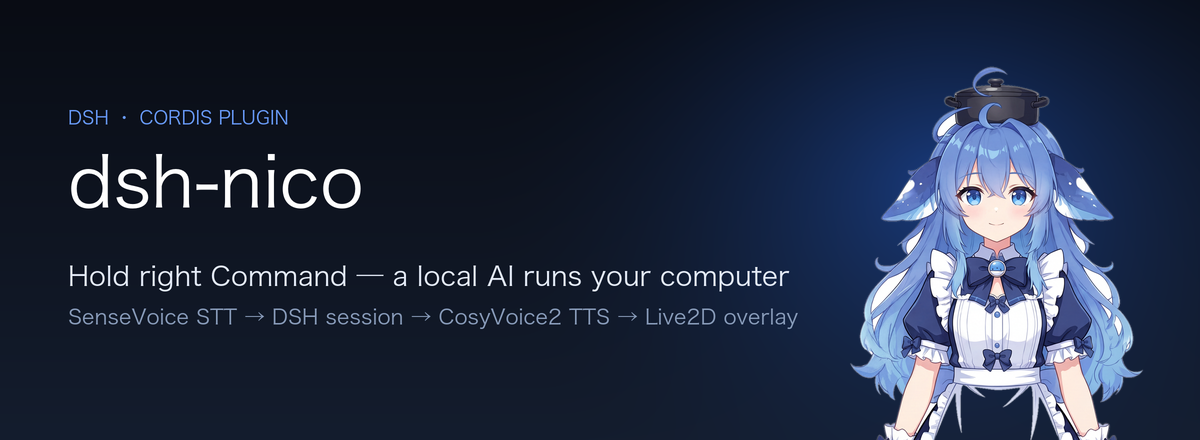 DSH · CORDIS PLUGIN
dsh-nico
Hold right Command — a local AI runs your computer
SenseVoice STT → DSH session → CosyVoice2 TTS → Live2D overlay